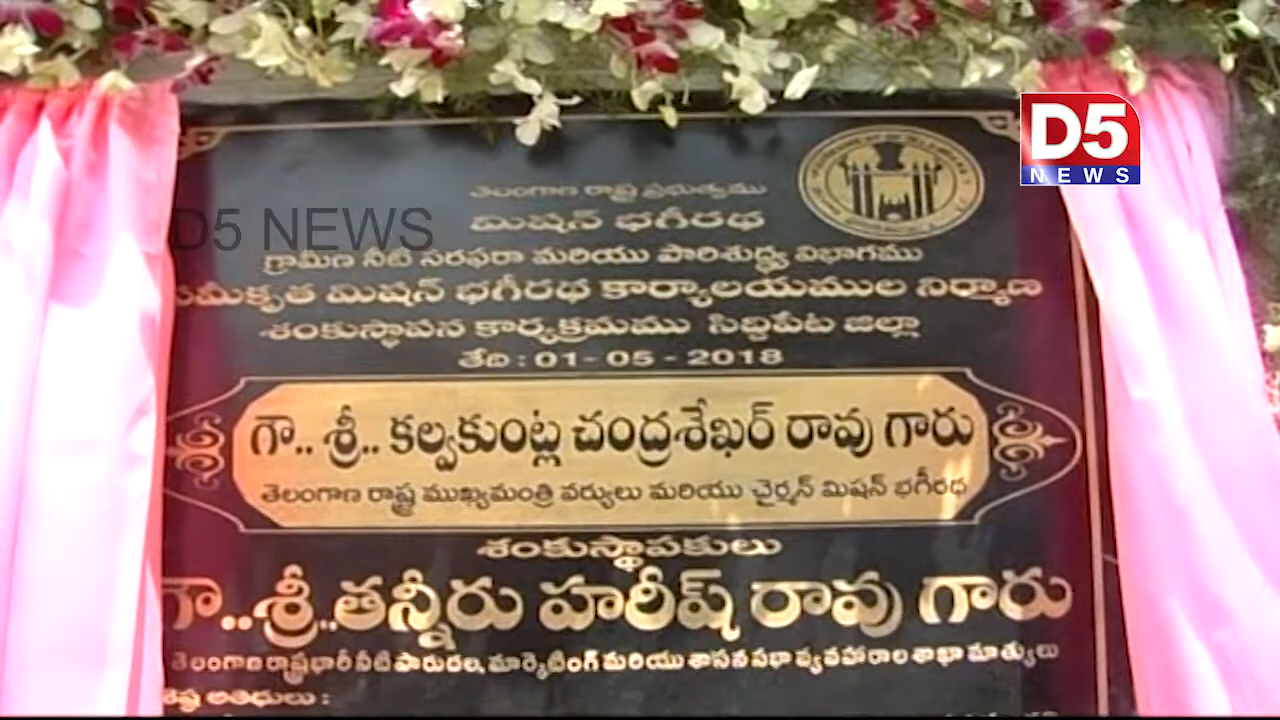 D5
NEWS
తెలంగాణ రాష్ట్ర ప్రభుత్వము
మిషన్ భగీరథ
D5 NEWS
గ్రామీణ నీటి సరఫరా మరియు పారిశుద్ధ్య విభాగము
సమీకృత మిషన్ భగీరథ కార్యాలయముల నిర్మాణ
శంకుస్థాపన కార్యక్రమము సిద్దిపేట జిల్లా
తేది : 01 - 05 - 2018
గౌ.. శ్రీ.. కల్వకుంట్ల చంద్రశేఖర్ రావు గారు
తెలంగాణ రాష్ట్ర ముఖ్యమంత్రి వర్యులు మరియు ఛైర్మన్ మిషన్ భగీరథ
శంకుస్థాపకులు
గౌ..శ్రీ..తన్నీరు హరీష్ రావు గారు
తెలంగాణ రాష్ట్ర భారీ నీటి పారుదల, మార్కెటింగ్ మరియు శాసన సభా వ్యవహారాల శాఖా మాత్యులు
అతిథులు :